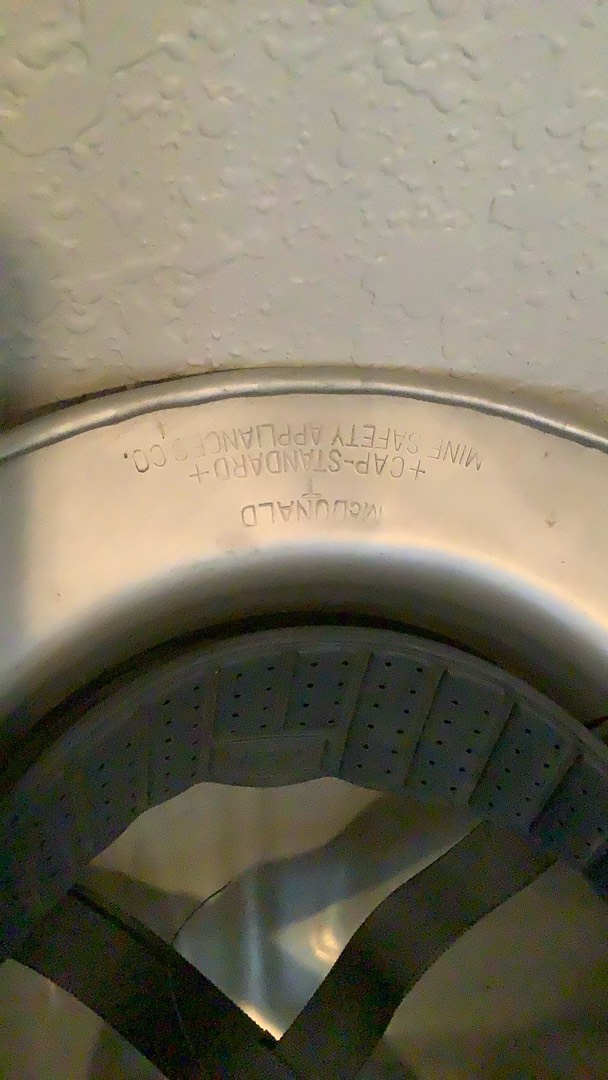 McDONALD
T
+CAP-STANDARD+
MINE SAFETY APPLIANCES CO.